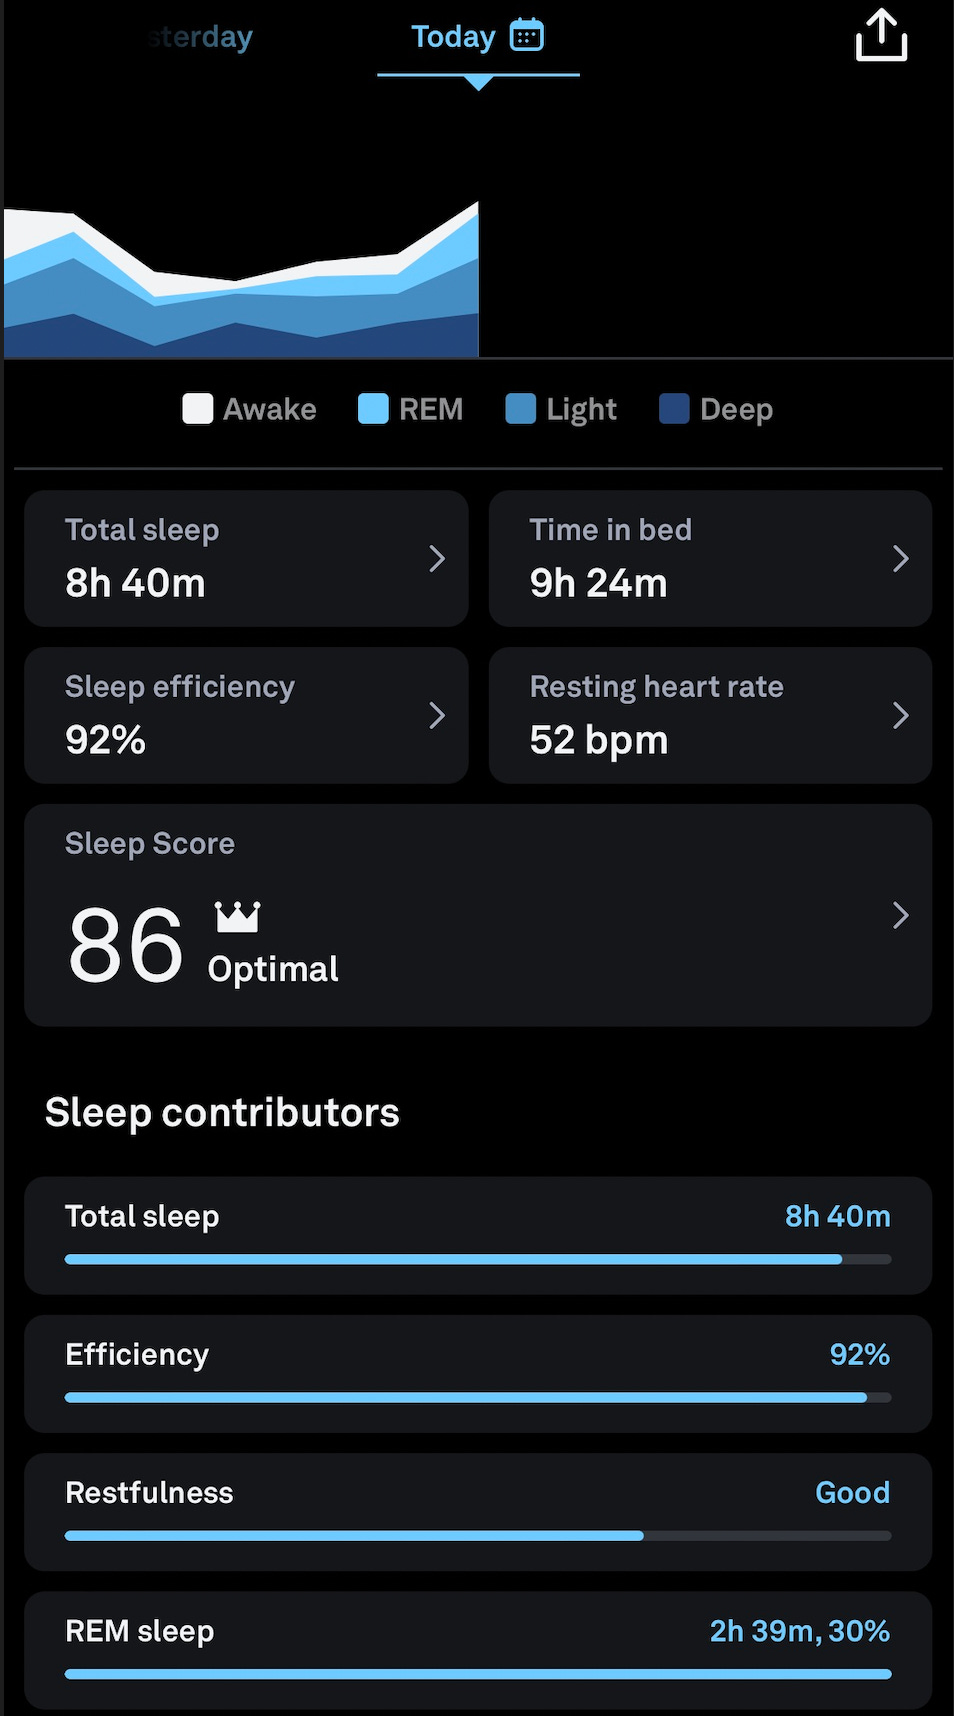 sterday
Today
Awake
REM
Light
Deep
Total sleep
8h 40m
Time in bed
9h 24m
Sleep efficiency
92%
Resting heart rate
52 bpm
Sleep Score
86
Optimal
Sleep contributors
Total sleep
8h 40m
Efficiency
92%
Restfulness
Good
REM sleep
2h 39m, 30%